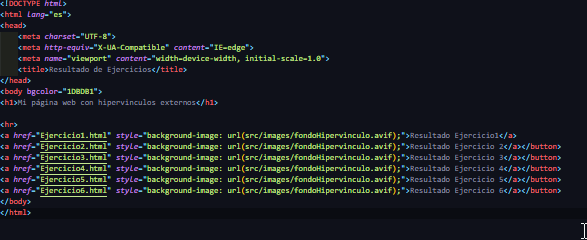 <!DOCTYPE html>
<html lang="es">
<head>
<meta charset="UTF-8">
<meta http-equiv="X-UA-Compatible" content="IE=edge">
<meta name="viewport" content="width=device-width, initial-scale=1.0">
<title>Resultado de Ejercicios</title>
</head>
<body bgcolor="1DBDB1">
<h1>Mi página web con hipervinculos externos</h1>
<hr>
<a href="Ejercicio1.html" style="background-image: url(src/images/fondoHipervinculo.avif);">Resultado Ejercicio1</a>
<a href="Ejercicio2.html" style="background-image: url(src/images/fondoHipervinculo.avif);">Resultado Ejercicio 2</a></button>
<a href="Ejercicio3.html" style="background-image: url(src/images/fondoHipervinculo.avif);">Resultado Ejercicio 3</a></button>
<a href="Ejercicio4.html" style="background-image: url(src/images/fondoHipervinculo.avif);">Resultado Ejercicio 4</a></button>
<a href="Ejercicio5.html" style="background-image: url(src/images/fondoHipervinculo.avif);">Resultado Ejercicio 5</a></button>
<a href="Ejercicio6.html" style="background-image: url(src/images/fondoHipervinculo.avif);">Resultado Ejercicio 6</a></button>
</body>
</html>